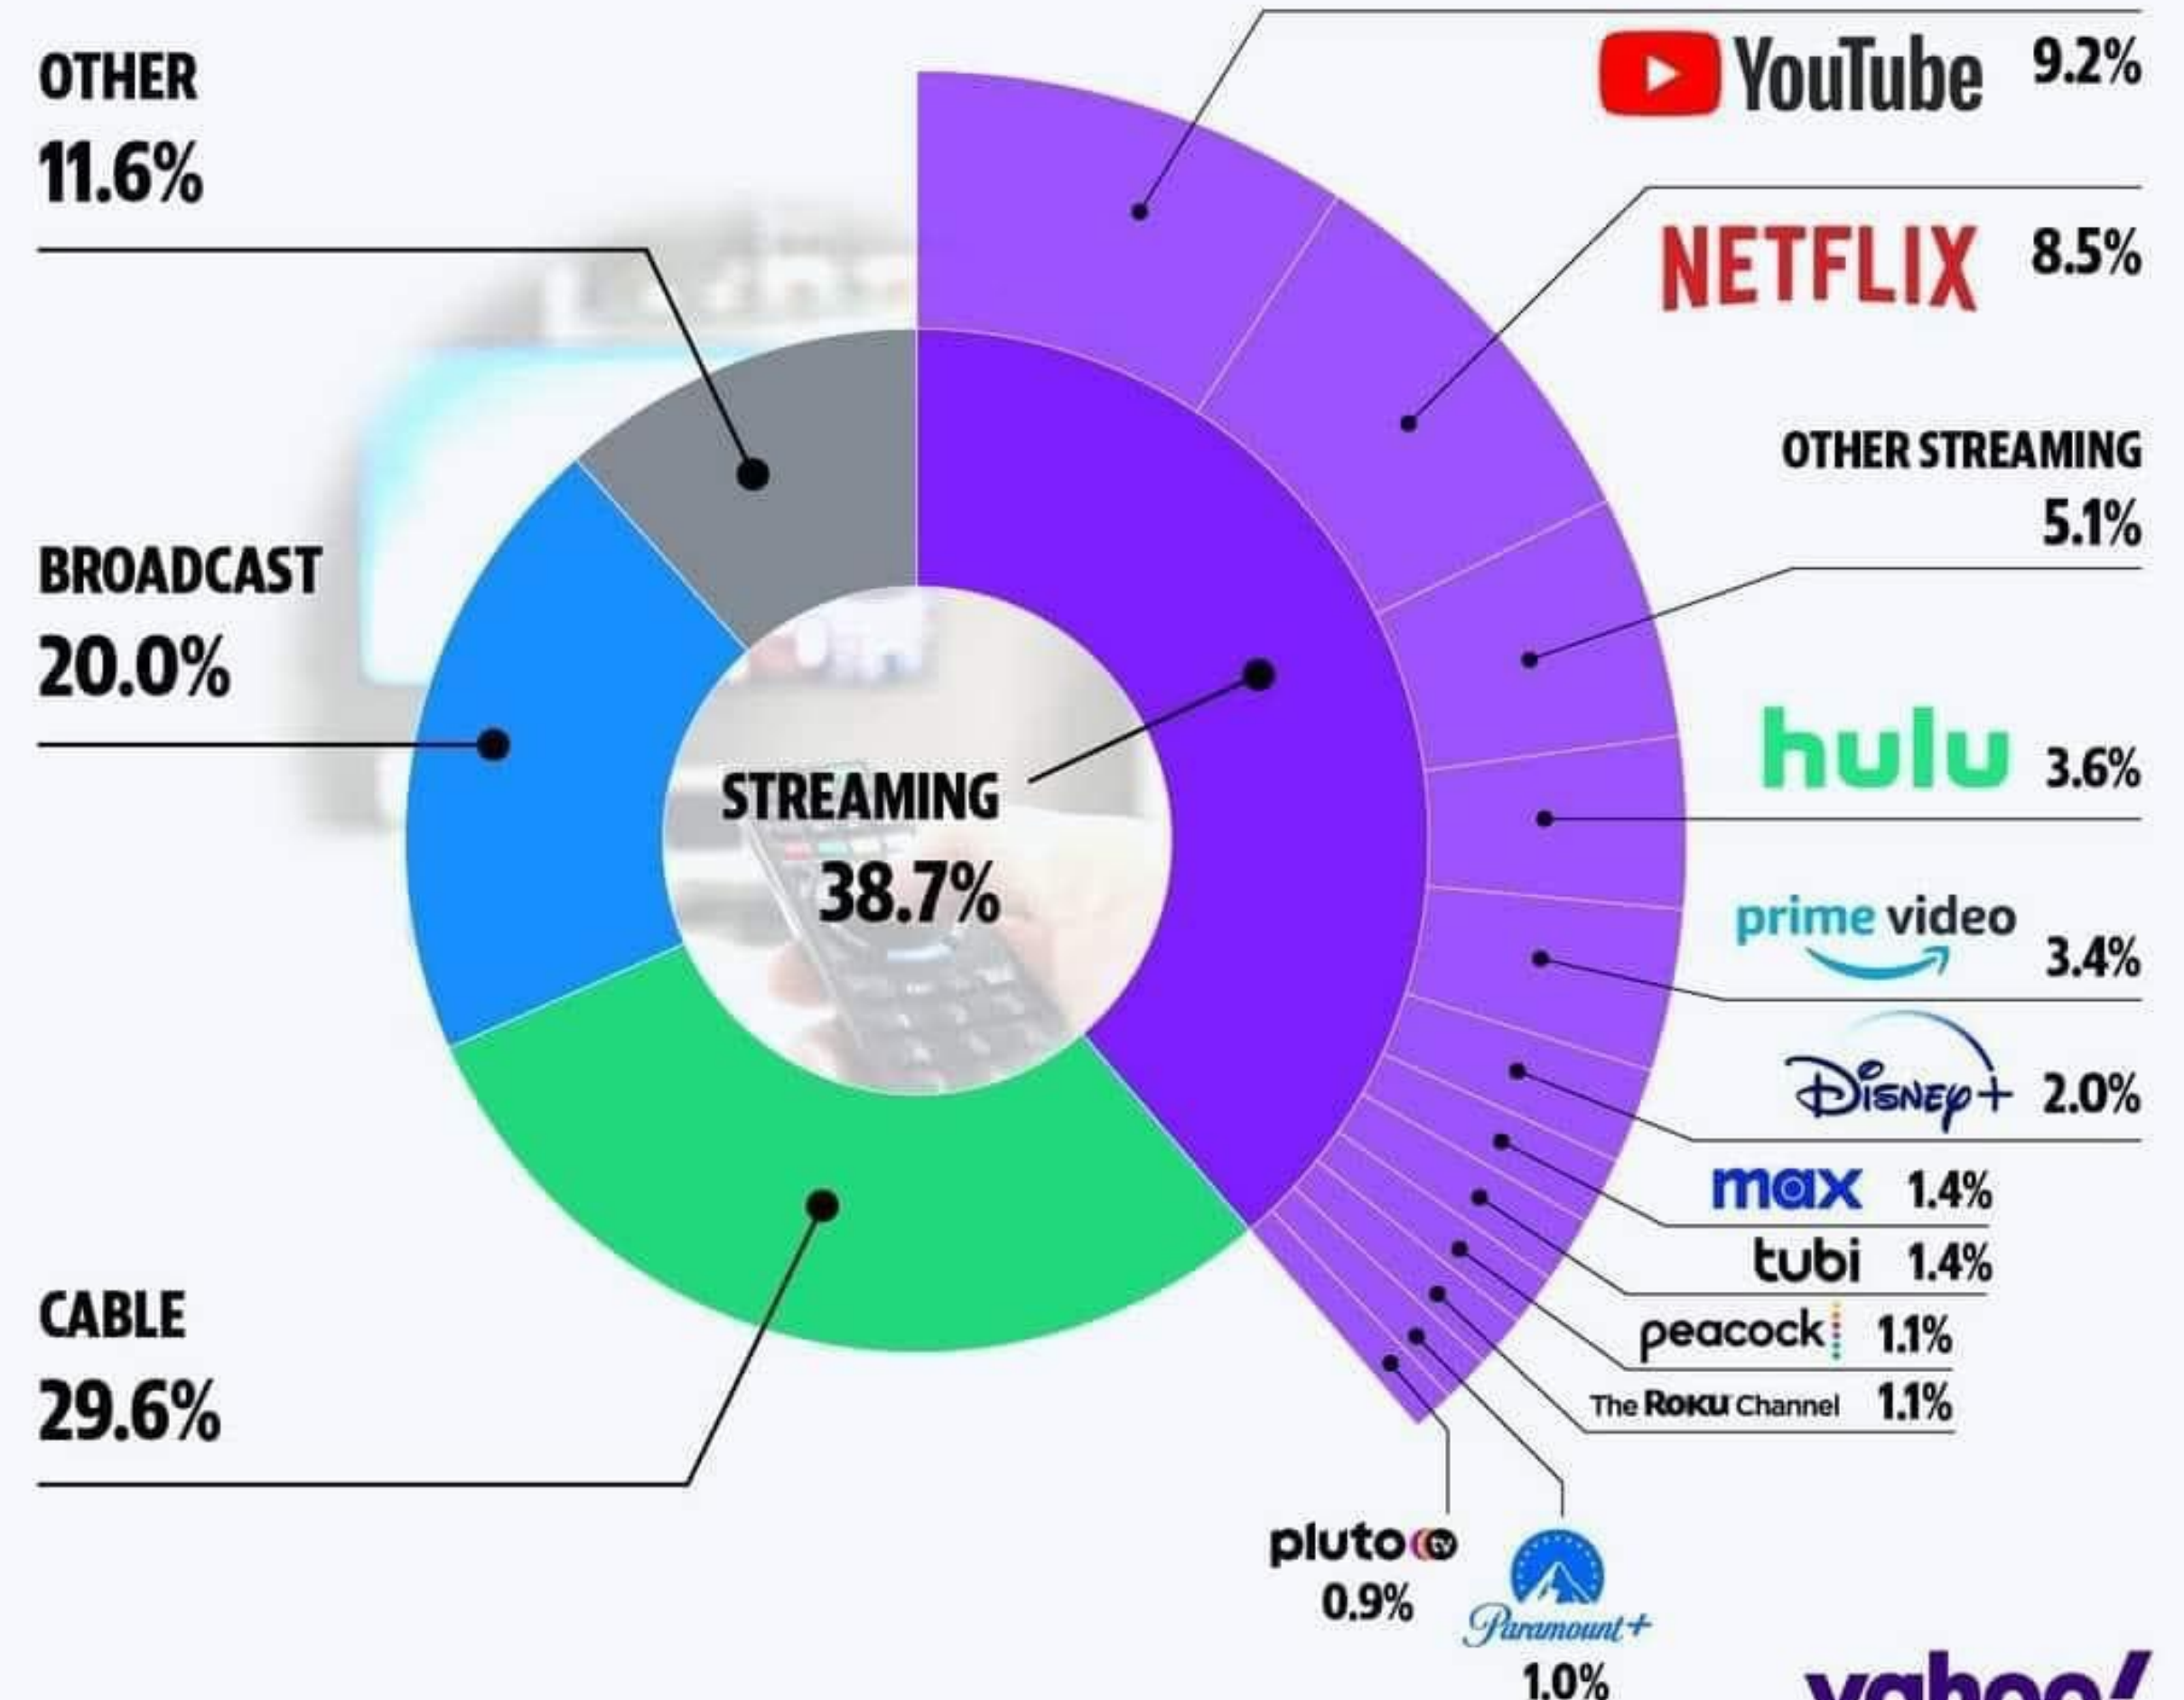 OTHER
11.6%
BROADCAST
20.0%
CABLE
29.6%
STREAMING
38.7%
YouTube 9.2%
NETFLIX 8.5%
OTHER STREAMING
5.1%
hulu 3.6%
prime video
3.4%
Disney+ 2.0%
max 1.4%
tubi 1.4%
peacock 1.1%
The Roku Channel 1.1%
pluto tv
0.9%
Paramount+
1.0%
yahoo!